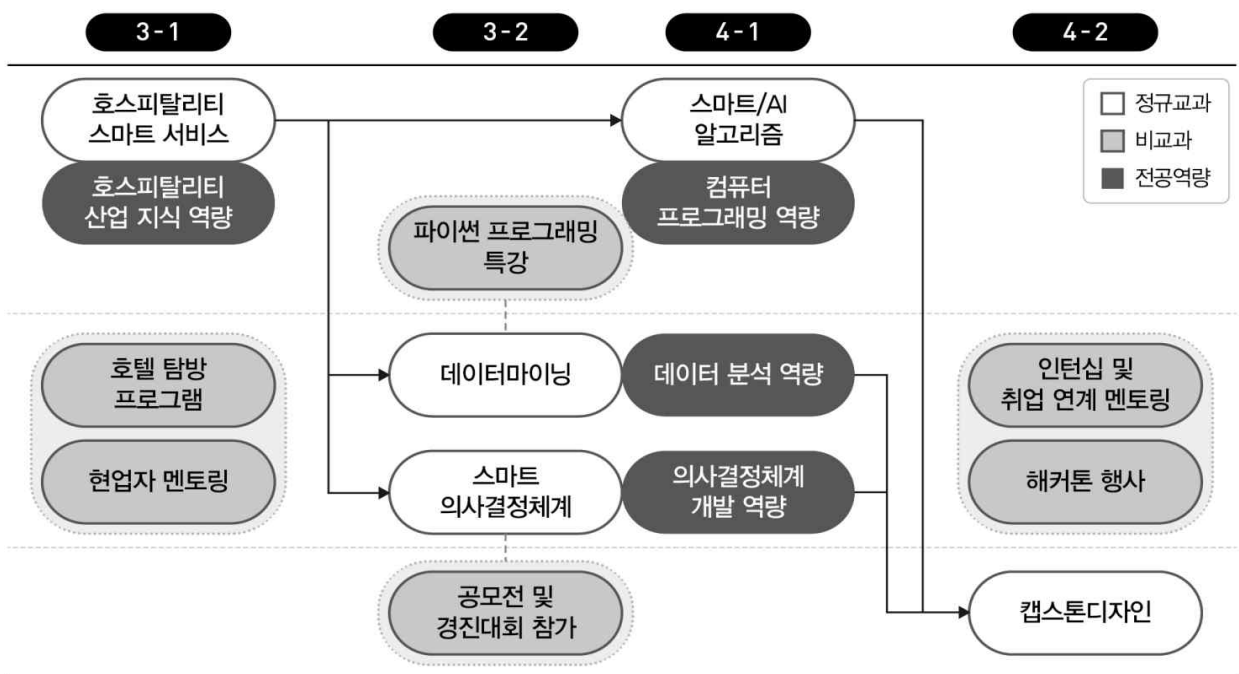 3-1
3-2
4-1
4-2
호스피탈리티
스마트 서비스
호스피탈리티
산업 지식 역량
스마트/AI
알고리즘
컴퓨터
프로그래밍 역량
정규교과
비교과
전공역량
파이썬 프로그래밍
특강
호텔 탐방
프로그램
현업자 멘토링
데이터마이닝
데이터 분석 역량
스마트
의사결정체계
의사결정체계
개발 역량
인턴십 및
취업 연계 멘토링
해커톤 행사
공모전 및
경진대회 참가
캡스톤디자인